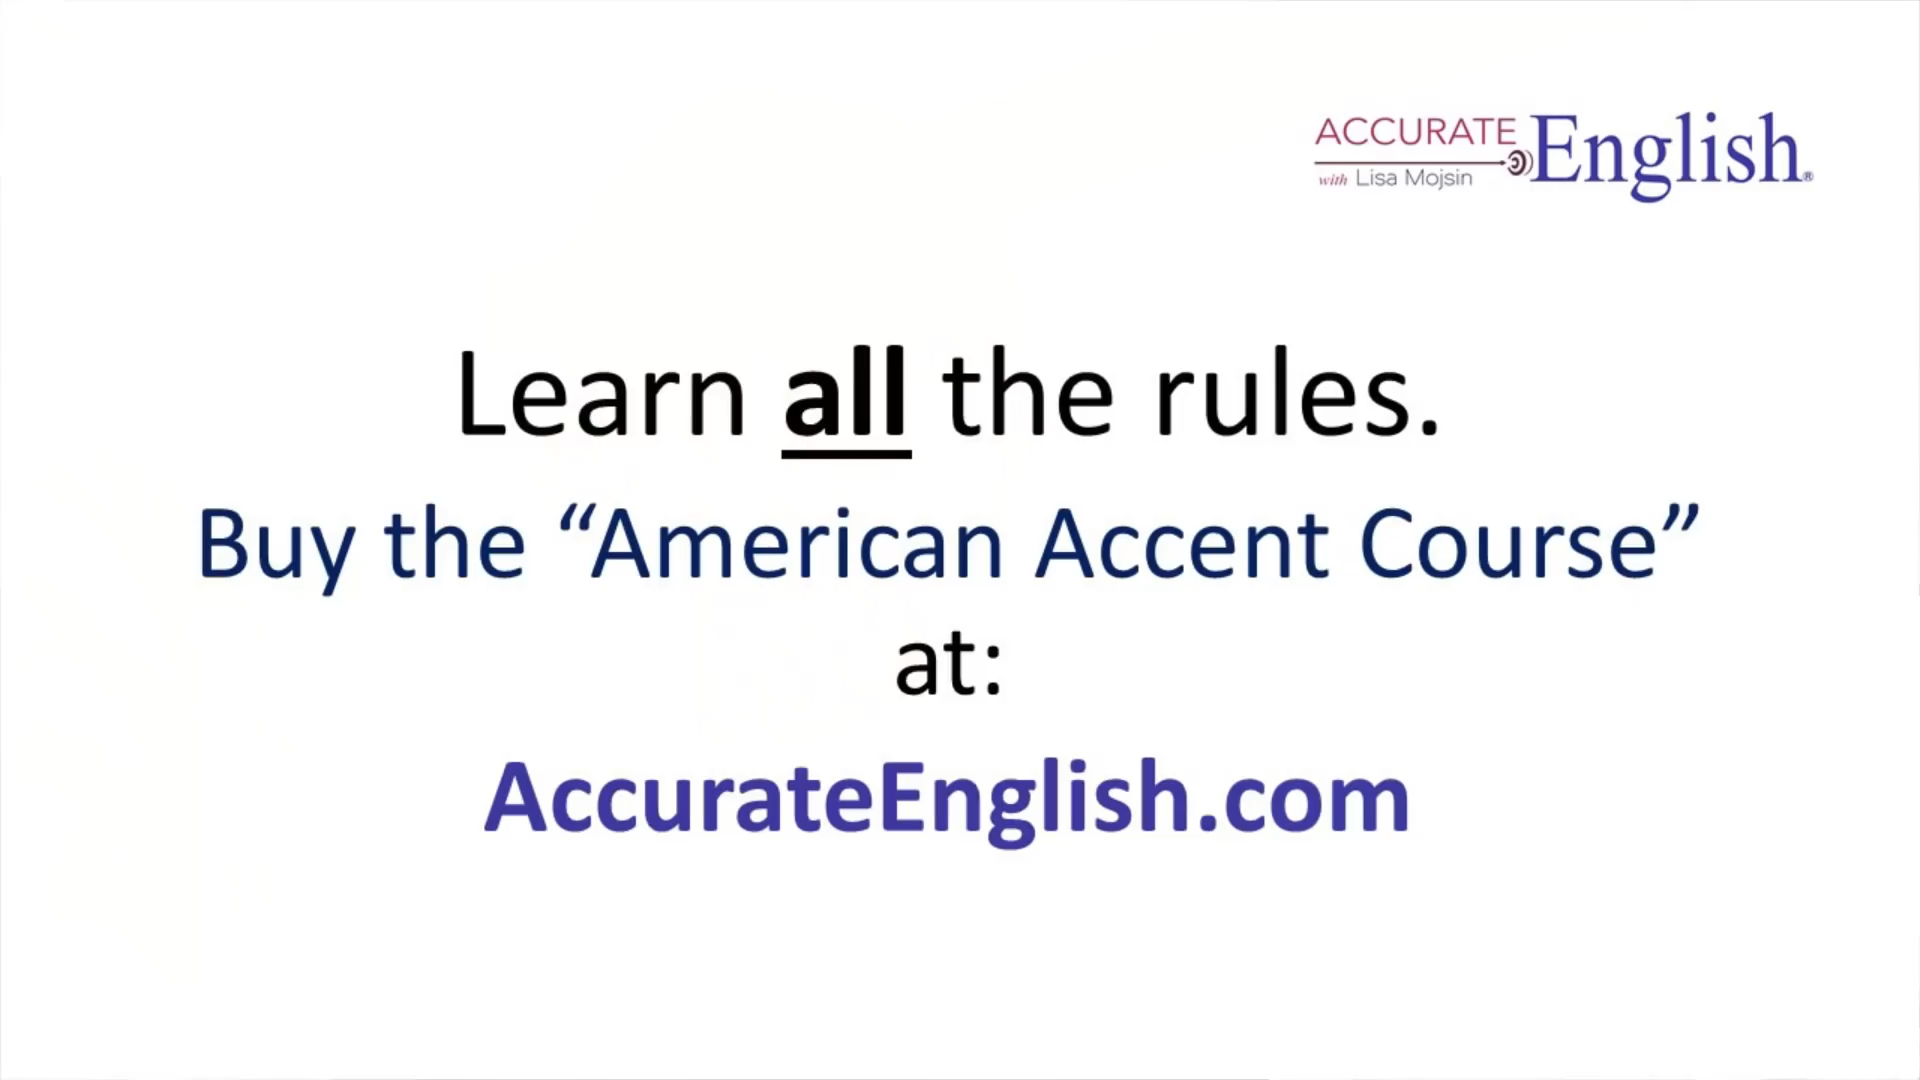 ACCURATE English®
with Lisa Mojsin
Learn all the rules.
Buy the “American Accent Course”
at:
AccurateEnglish.com